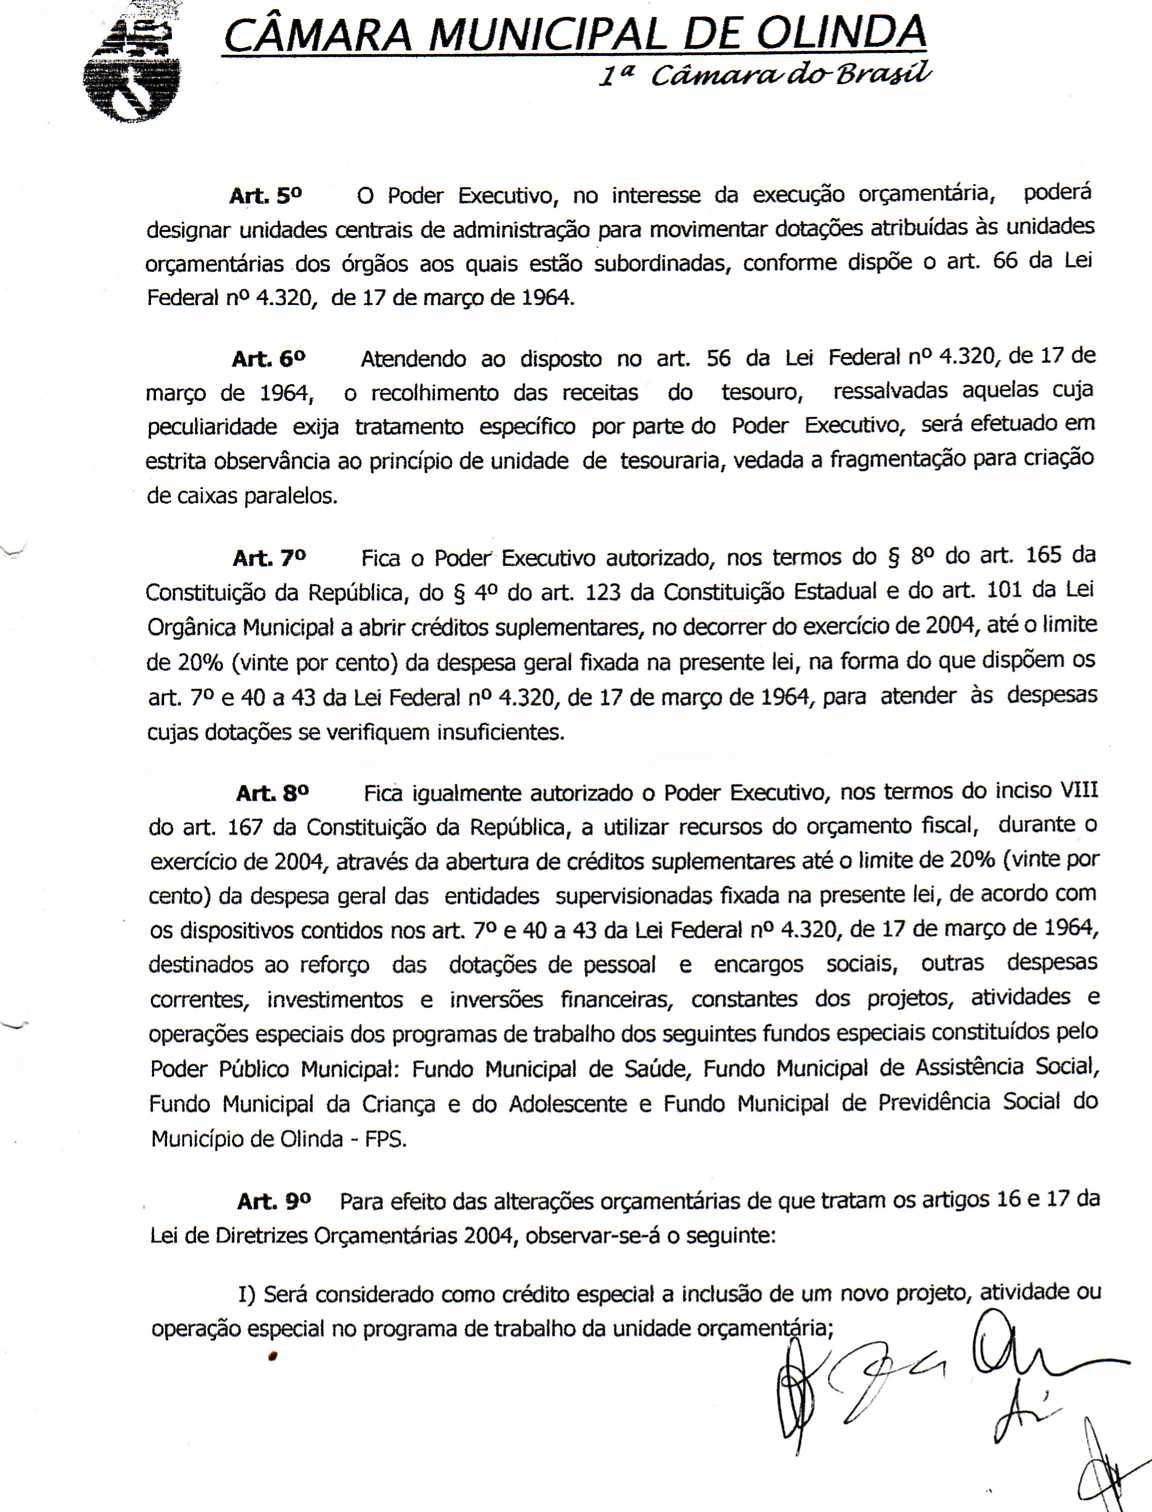 CÂMARA MUNICIPAL DE OLINDA
1ª Câmara do Brasil
Art. 5º O Poder Executivo, no interesse da execução orçamentária, poderá
designar unidades centrais de administração para movimentar dotações atribuídas às unidades
orçamentárias dos órgãos aos quais estão subordinadas, conforme dispõe o art. 66 da Lei
Federal nº 4.320, de 17 de março de 1964.
Art. 6º Atendendo ao disposto no art. 56 da Lei Federal nº 4.320, de 17 de
março de 1964, o recolhimento das receitas do tesouro, ressalvadas aquelas cuja
peculiaridade exija tratamento específico por parte do Poder Executivo, será efetuado em
estrita observância ao princípio de unidade de tesouraria, vedada a fragmentação para criação
de caixas paralelos.
Art. 7º Fica o Poder Executivo autorizado, nos termos do § 8º do art. 165 da
Constituição da República, do § 4º do art. 123 da Constituição Estadual e do art. 101 da Lei
Orgânica Municipal a abrir créditos suplementares, no decorrer do exercício de 2004, até o limite
de 20% (vinte por cento) da despesa geral fixada na presente lei, na forma do que dispõem os
art. 7º e 40 a 43 da Lei Federal nº 4.320, de 17 de março de 1964, para atender às despesas
cujas dotações se verifiquem insuficientes.
Art. 8º Fica igualmente autorizado o Poder Executivo, nos termos do inciso VIII
do art. 167 da Constituição da República, a utilizar recursos do orçamento fiscal, durante o
exercício de 2004, através da abertura de créditos suplementares até o limite de 20% (vinte por
cento) da despesa geral das entidades supervisionadas fixada na presente lei, de acordo com
os dispositivos contidos nos art. 7º e 40 a 43 da Lei Federal nº 4.320, de 17 de março de 1964,
destinados ao reforço das dotações de pessoal e encargos sociais, outras despesas
correntes, investimentos e inversões financeiras, constantes dos projetos, atividades e
operações especiais dos programas de trabalho dos seguintes fundos especiais constituídos pelo
Poder Público Municipal: Fundo Municipal de Saúde, Fundo Municipal de Assistência Social,
Fundo Municipal da Criança e do Adolescente e Fundo Municipal de Previdência Social do
Município de Olinda - FPS.
Art. 9º Para efeito das alterações orçamentárias de que tratam os artigos 16 e 17 da
Lei de Diretrizes Orçamentárias 2004, observar-se-á o seguinte:
I) Será considerado como crédito especial a inclusão de um novo projeto, atividade ou
operação especial no programa de trabalho da unidade orçamentária;